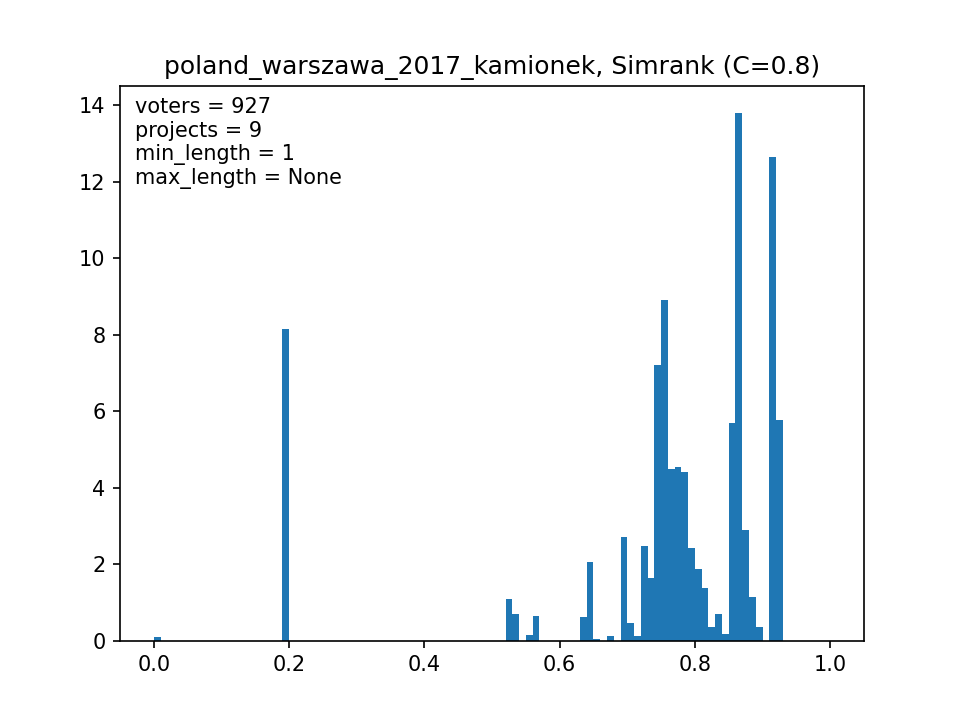 poland_warszawa_2017_kamionek, Simrank (C=0.8)
voters = 927
projects = 9
min_length = 1
max_length = None
14
12
10
8
6
4
2
0
0.0 0.2 0.4 0.6 0.8 1.0